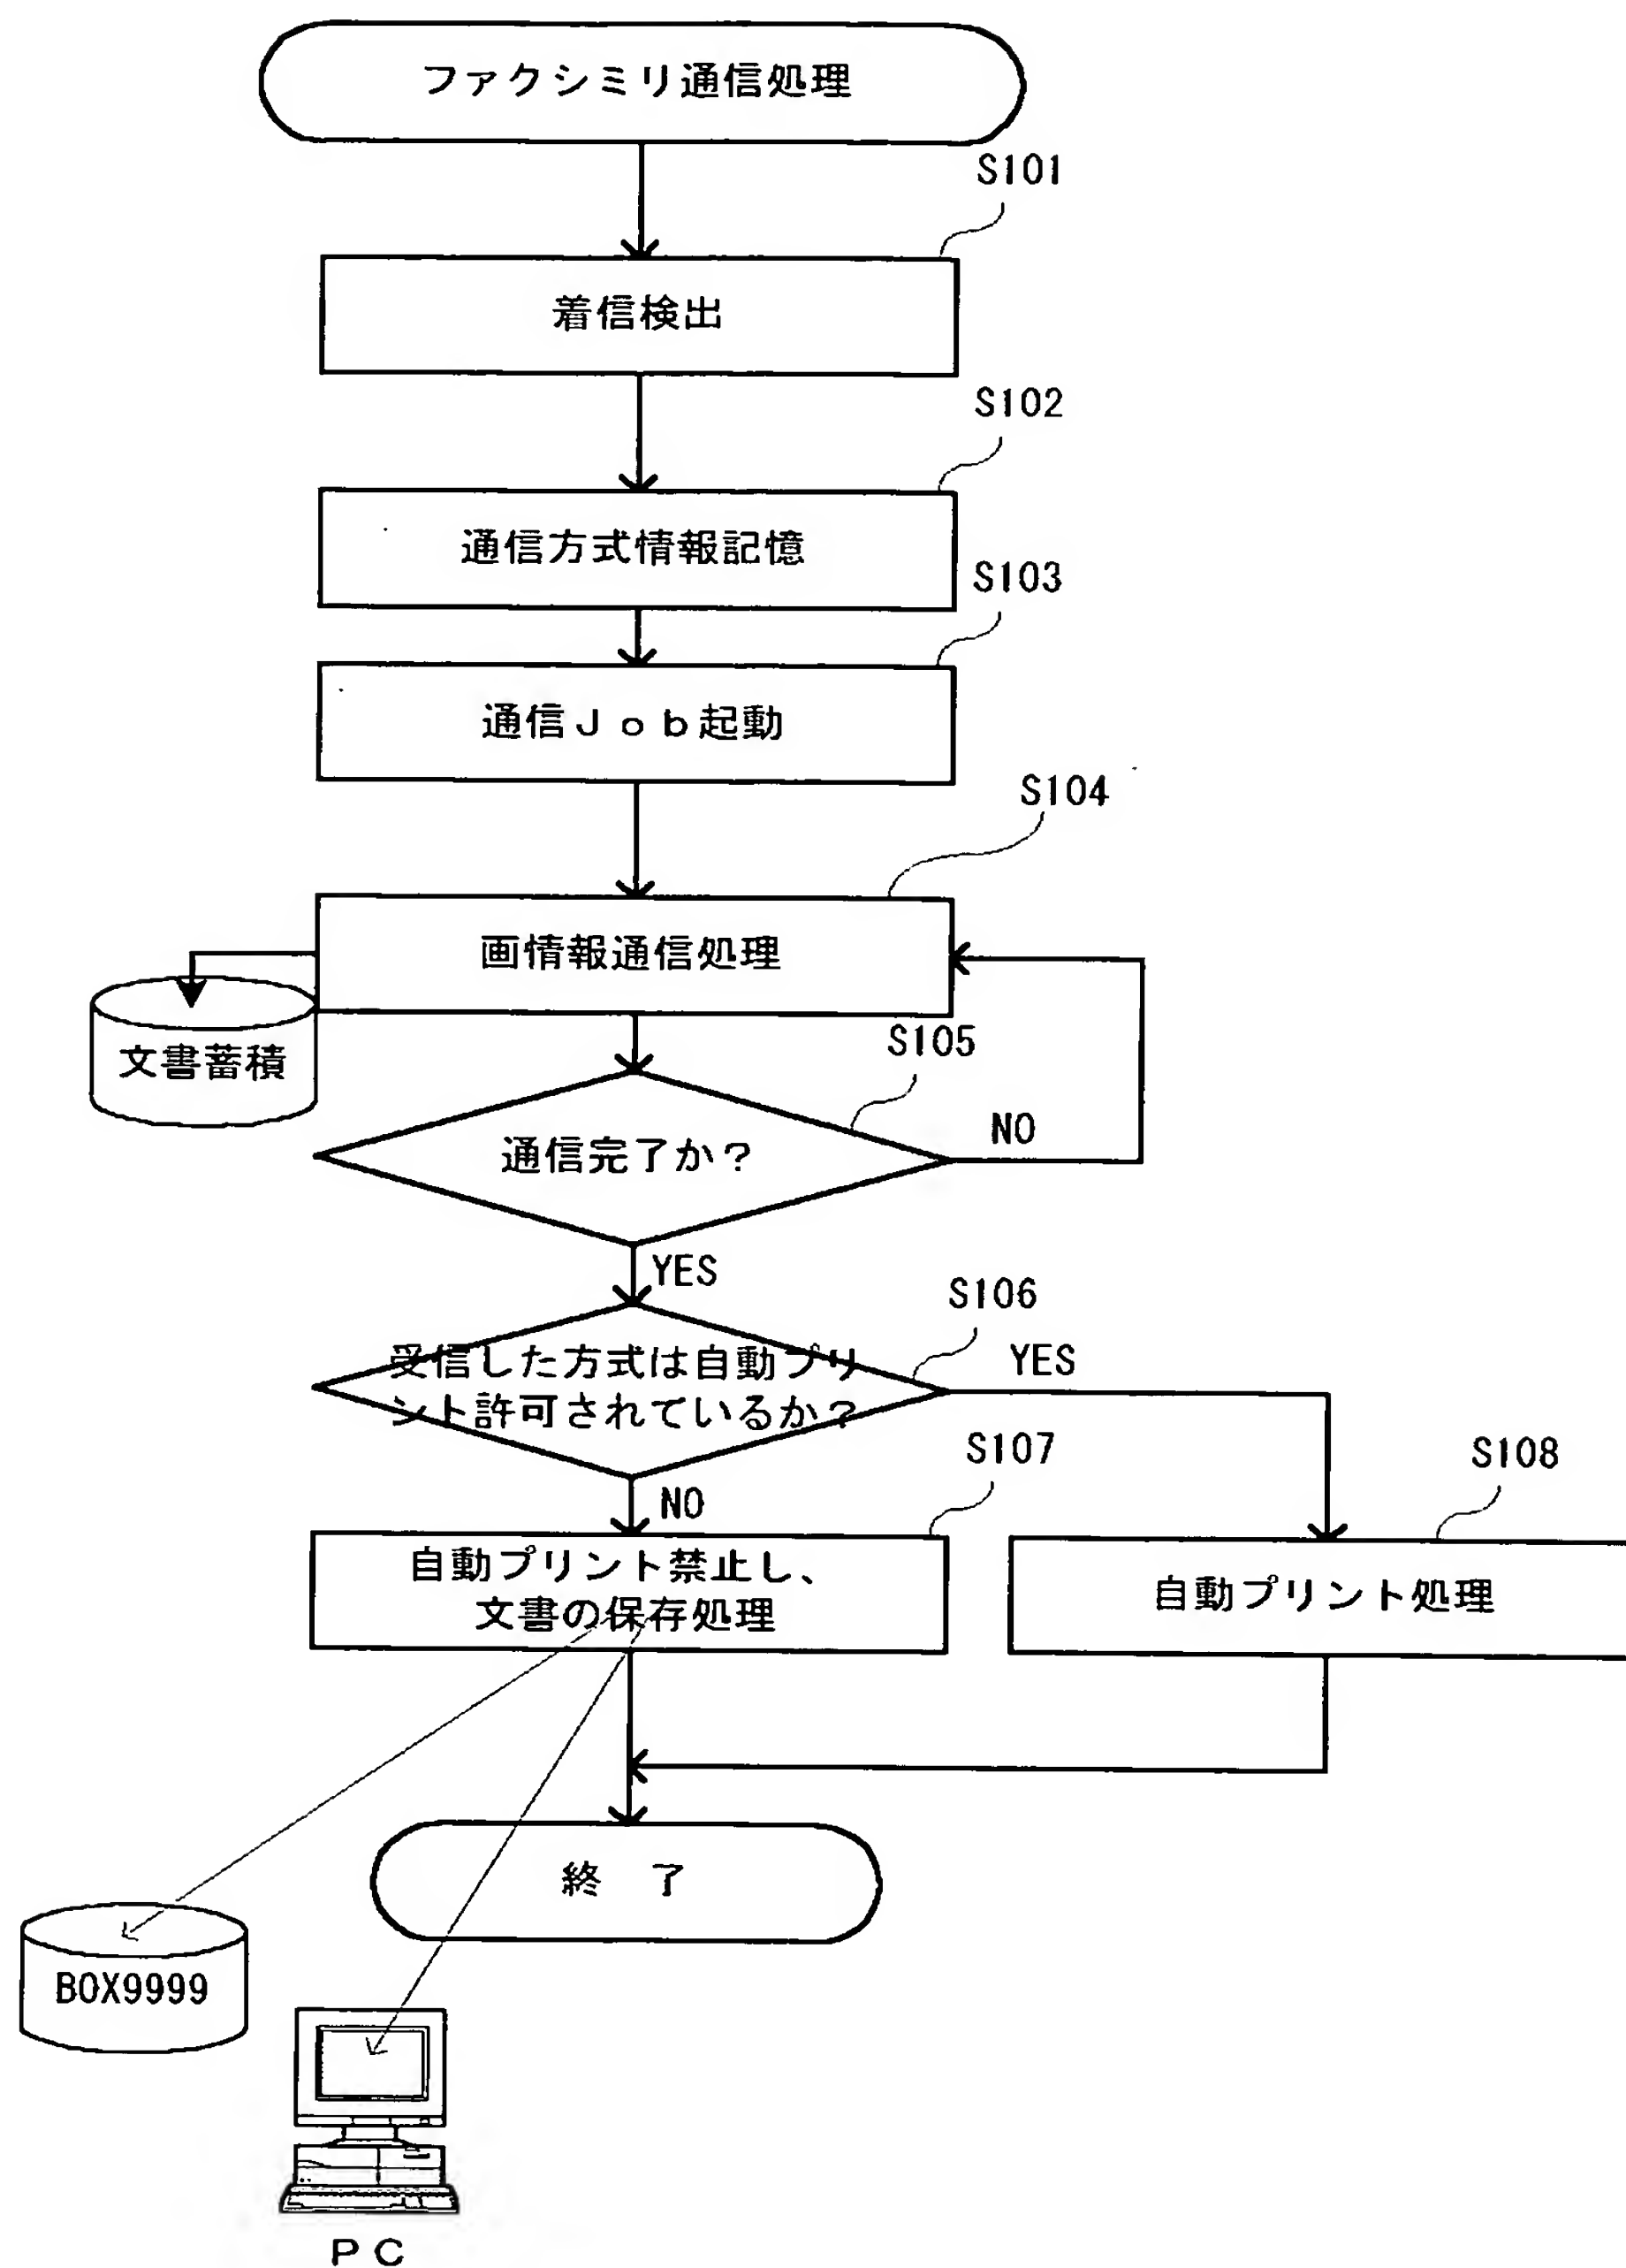 ファクシミリ通信処理
S101
着信検出
S102
通信方式情報記憶
S103
通信Ｊｏｂ起動
S104
画情報通信処理
文書蓄積
S105
通信完了か？
NO
YES
S106
受信した方式は自動プリ
ント許可されているか？
YES
S107
NO
自動プリント禁止し、
文書の保存処理
S108
自動プリント処理
終　了
BOX9999
ＰＣ